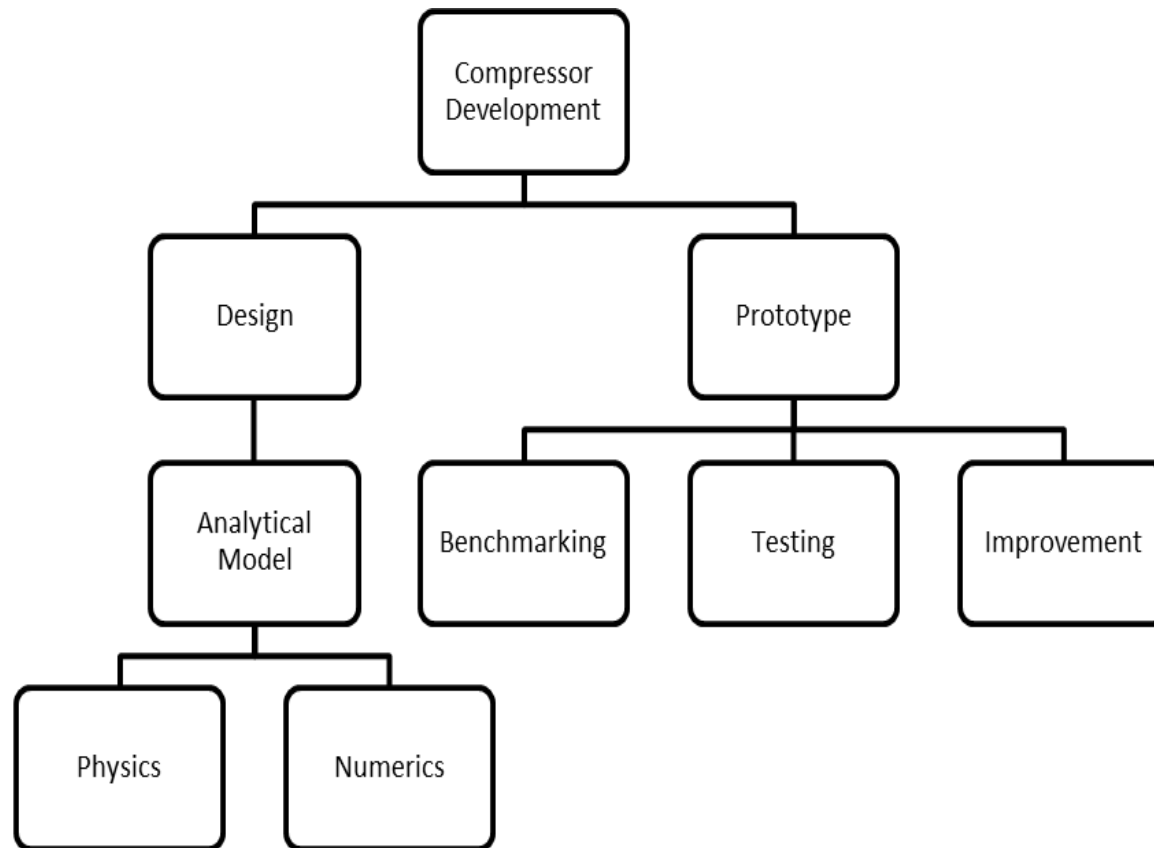 Compressor
Development
Design
Prototype
Analytical
Model
Benchmarking
Testing
Improvement
Physics
Numerics